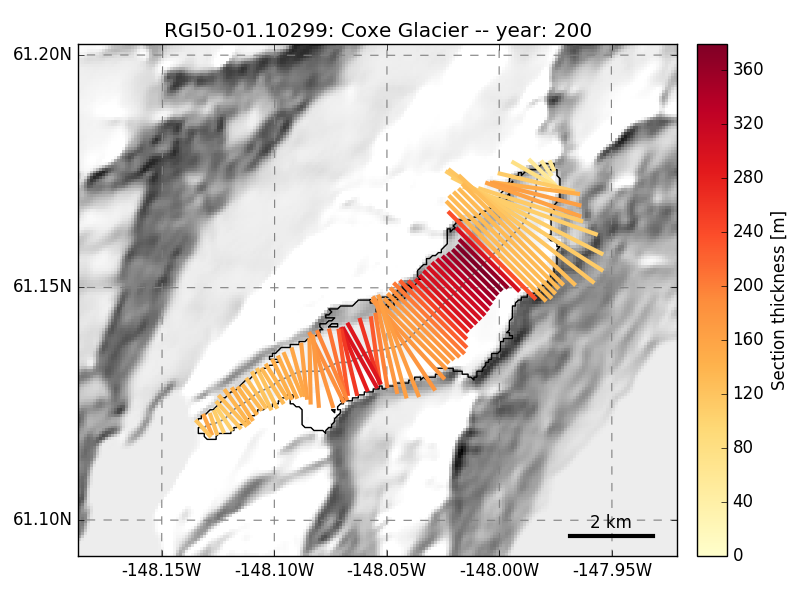 RGI50-01.10299: Coxe Glacier -- year: 200
61.20N
61.15N
61.10N
-148.15W -148.10W -148.05W -148.00W -147.95W
2 km
360
320
280
240
200
160
120
80
40
0
Section thickness [m]